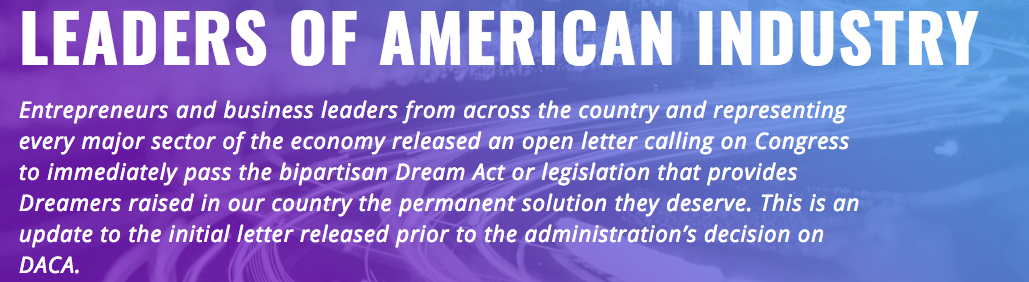 LEADERS OF AMERICAN INDUSTRY
Entrepreneurs and business leaders from across the country and representing
every major sector of the economy released an open letter calling on Congress
to immediately pass the bipartisan Dream Act or legislation that provides
Dreamers raised in our country the permanent solution they deserve. This is an
update to the initial letter released prior to the administration’s decision on
DACA.